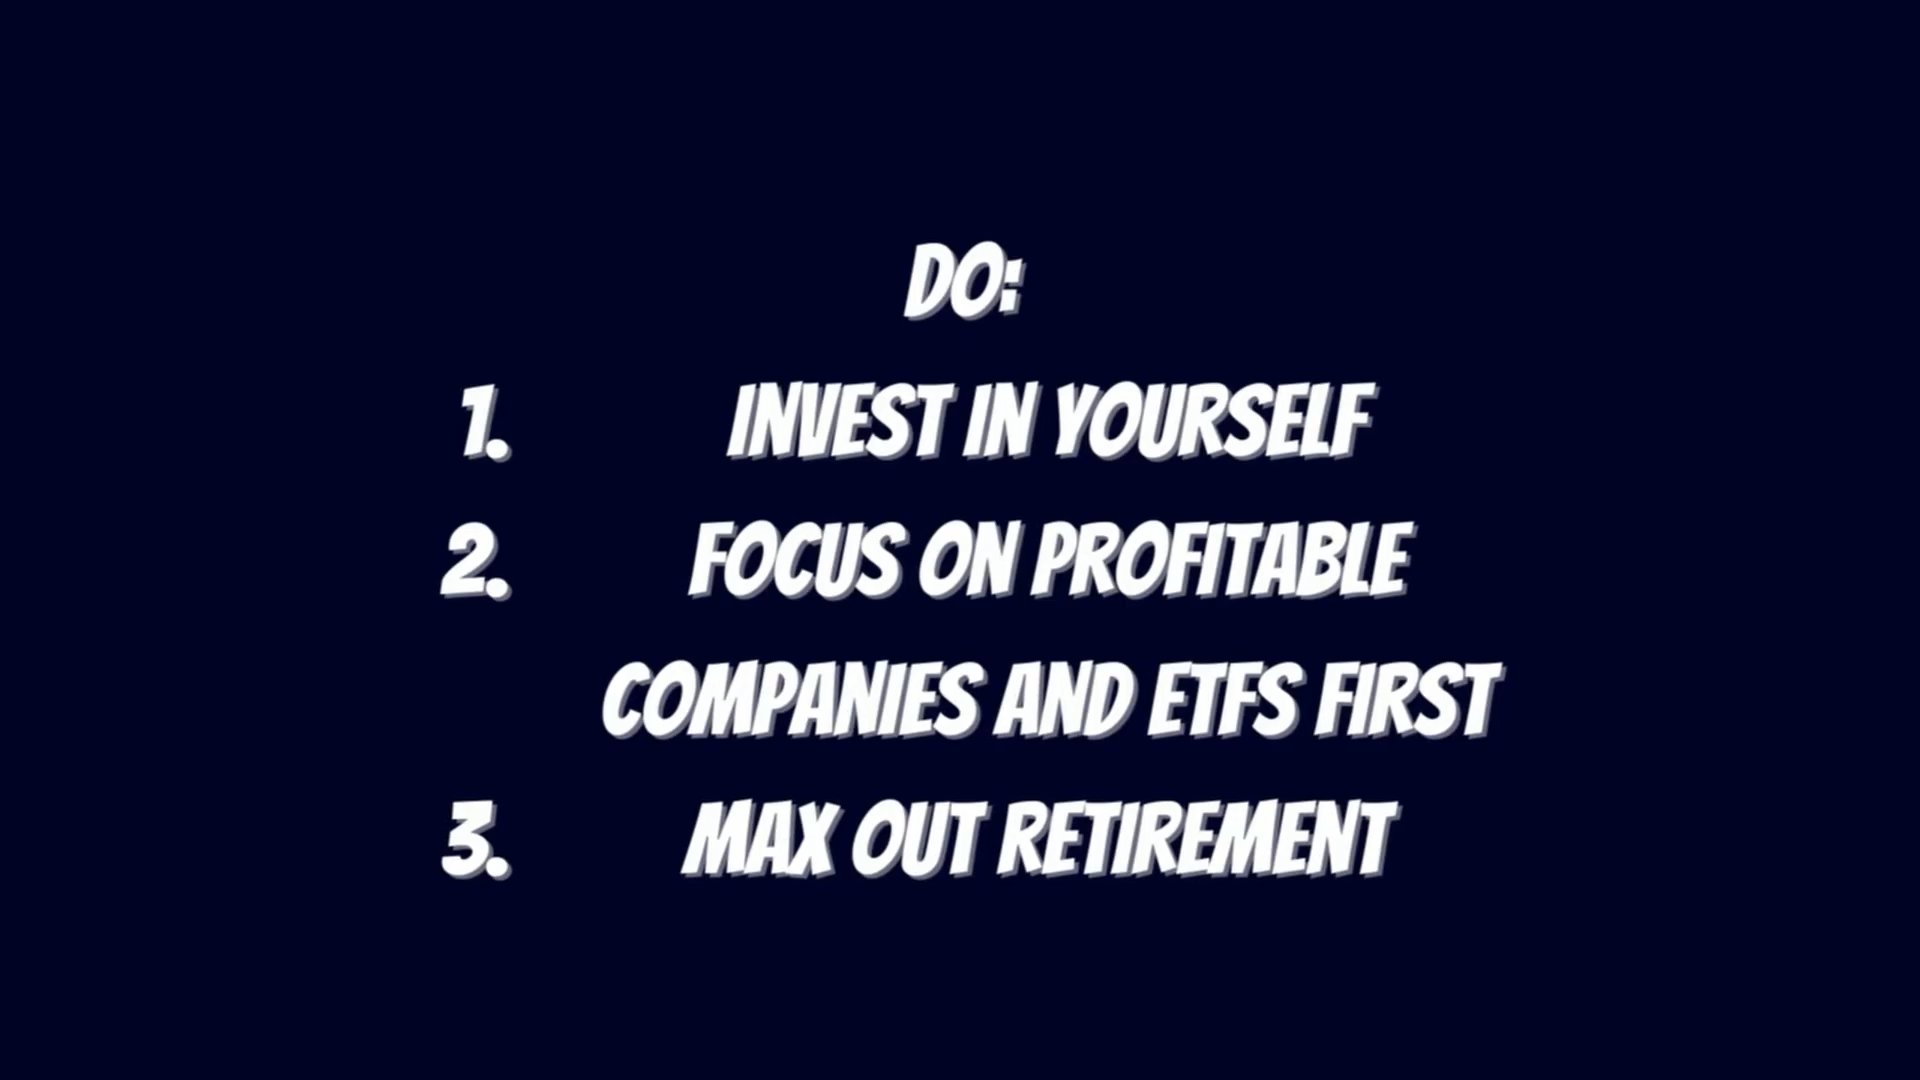 DO:
1. INVEST IN YOURSELF
2. FOCUS ON PROFITABLE
COMPANIES AND ETFS FIRST
3. MAX OUT RETIREMENT